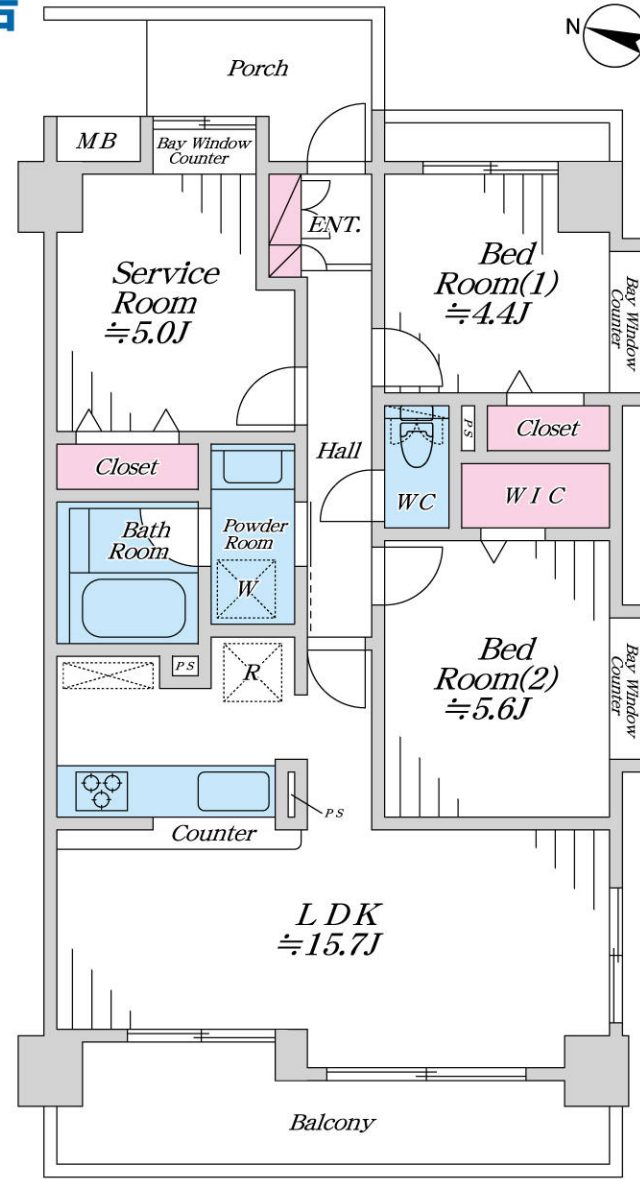 N
Porch
MB
Bay Window
Counter
ENT.
Service
Room
≒5.0J
Bed
Room(1)
≒4.4J
Bay Window
Counter
Closet
Hall
WC
PS
Closet
WIC
Bath
Room
Powder
Room
W
PS
R
Bed
Room(2)
≒5.6J
Bay Window
Counter
PS
Counter
LDK
≒15.7J
Balcony